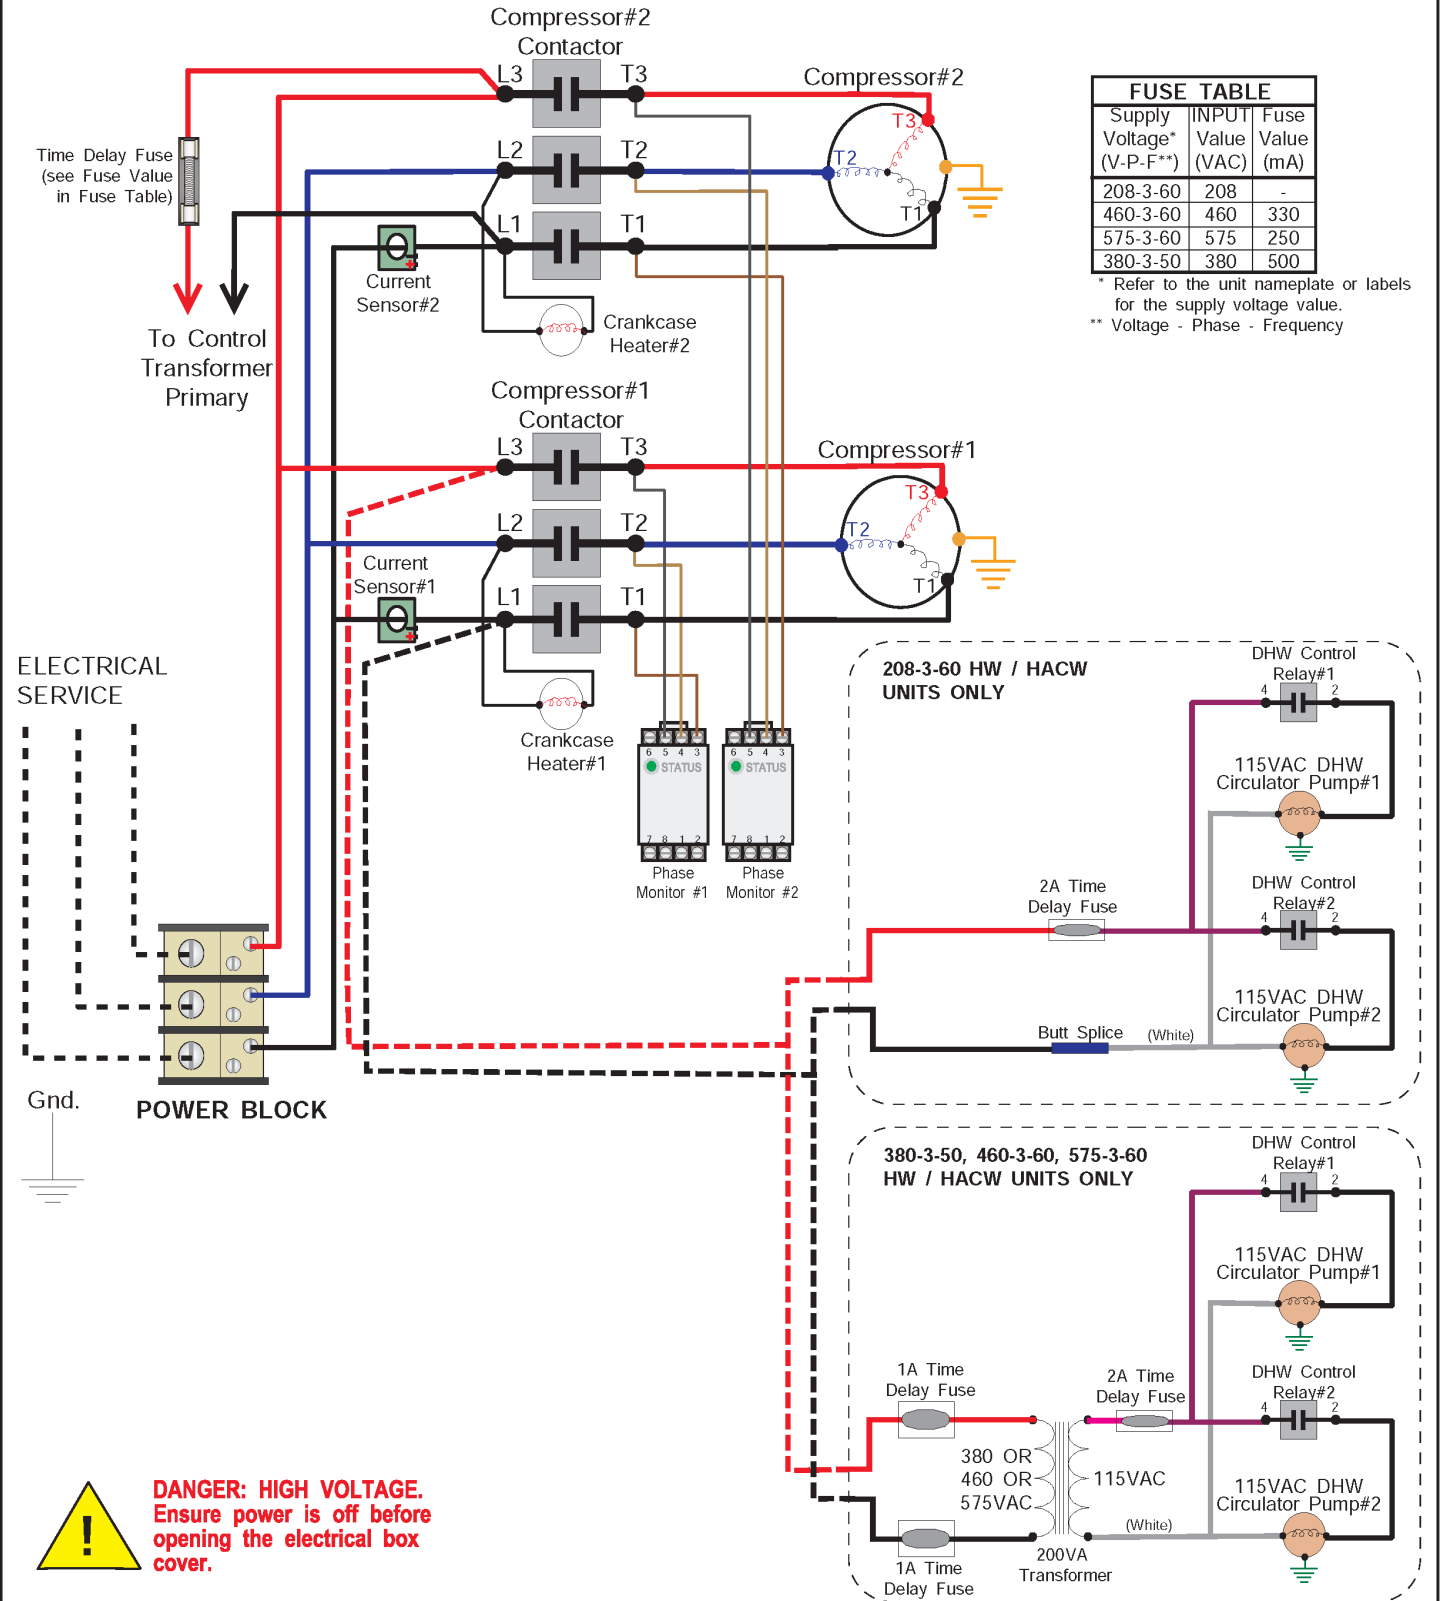 Compressor#2
Contactor
L3
T3
Compressor#2
T3
L2
T2
T2
L1
T1
T1
Time Delay Fuse
(see Fuse Value
in Fuse Table)
Current
Sensor#2
Crankcase
Heater#2
To Control
Transformer
Primary
FUSE TABLE
Supply Voltage* (V-P-F**) INPUT Value (VAC) Fuse Value (mA)
208-3-60 208 -
460-3-60 460 330
575-3-60 575 250
380-3-50 380 500
* Refer to the unit nameplate or labels
for the supply voltage value.
** Voltage - Phase - Frequency
Compressor#1
Contactor
L3
T3
Compressor#1
T3
L2
T2
T2
Current
Sensor#1
L1
T1
T1
Crankcase
Heater#1
6 5 4 3
STATUS
7 8 1 2
Phase
Monitor #1
6 5 4 3
STATUS
7 8 1 2
Phase
Monitor #2
ELECTRICAL
SERVICE
POWER BLOCK
Gnd.
208-3-60 HW / HACW
UNITS ONLY
DHW Control
Relay#1
4 2
115VAC DHW
Circulator Pump#1
2A Time
Delay Fuse
DHW Control
Relay#2
4 2
115VAC DHW
Circulator Pump#2
Butt Splice
(White)
380-3-50, 460-3-60, 575-3-60
HW / HACW UNITS ONLY
DHW Control
Relay#1
4 2
115VAC DHW
Circulator Pump#1
1A Time
Delay Fuse
2A Time
Delay Fuse
DHW Control
Relay#2
4 2
380 OR
460 OR
575VAC
115VAC
115VAC DHW
Circulator Pump#2
(White)
1A Time
Delay Fuse
200VA
Transformer
!
DANGER: HIGH VOLTAGE.
Ensure power is off before
opening the electrical box
cover.